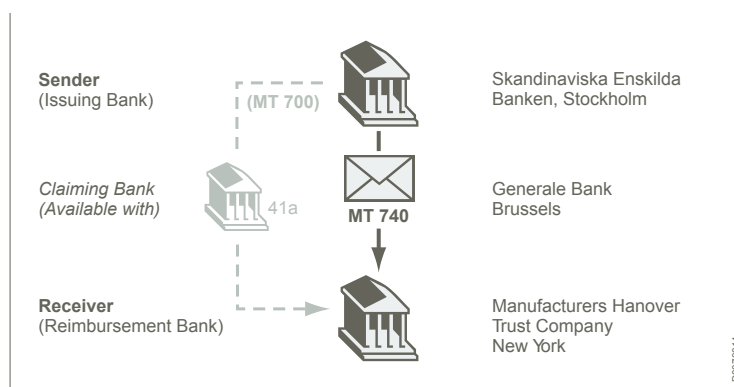 Sender
(Issuing Bank)
(MT 700)
Skandinaviska Enskilda
Banken, Stockholm
Claiming Bank
(Available with)
41a
MT 740
Generale Bank
Brussels
Receiver
(Reimbursement Bank)
Manufacturers Hanover
Trust Company
New York